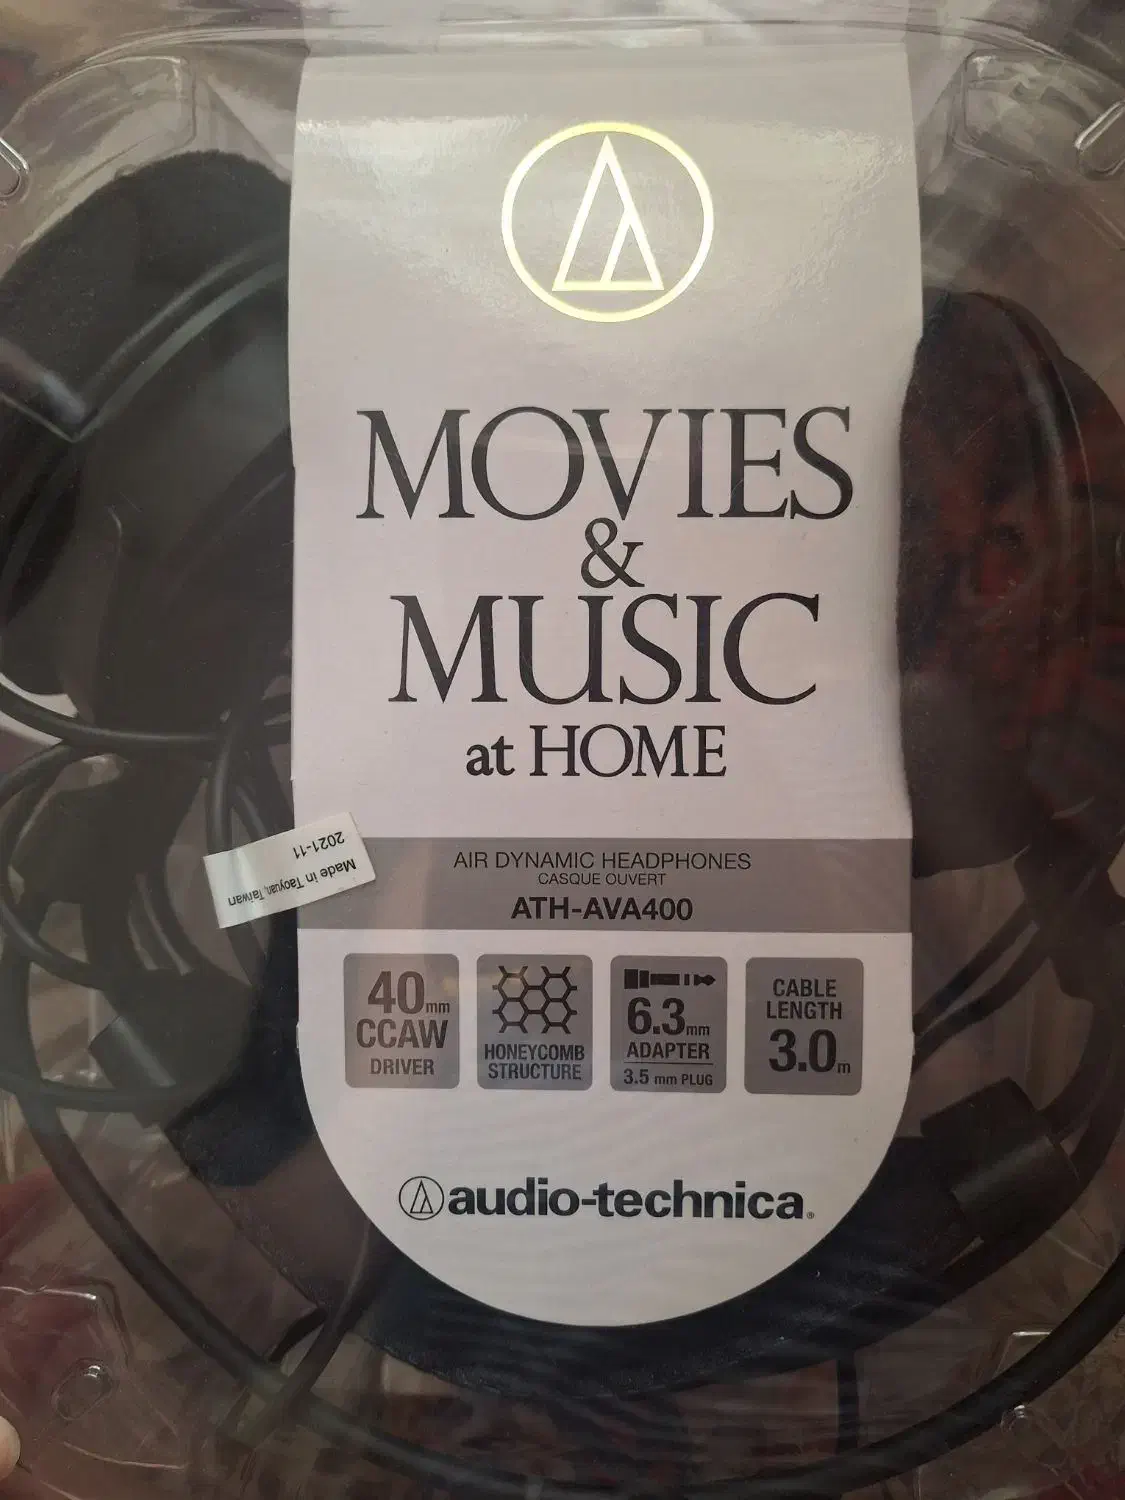 MOVIES
&
MUSIC
at HOME
2021-11
Made in Taoyuan, Taiwan
AIR DYNAMIC HEADPHONES
CASQUE OUVERT
ATH-AVA400
40mm
CCAW
DRIVER
HONEYCOMB
STRUCTURE
6.3mm
ADAPTER
3.5 mm PLUG
CABLE
LENGTH
3.0m
audio-technica®